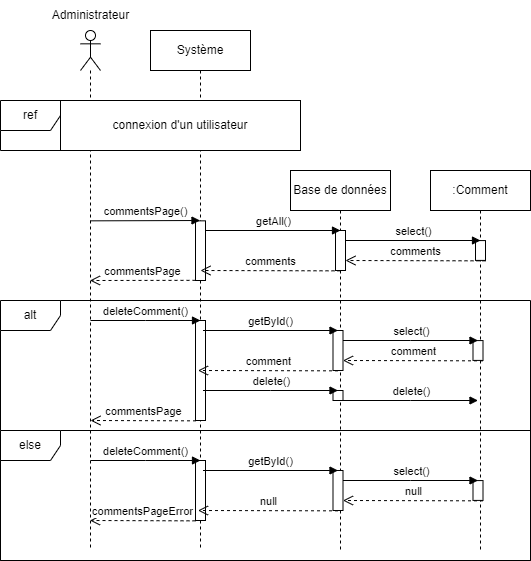 Administrateur
Système
ref
connexion d'un utilisateur
Base de données
:Comment
commentsPage()
getAll()
select()
comments
comments
commentsPage
alt
deleteComment()
getById()
select()
comment
comment
delete()
delete()
commentsPage
else
deleteComment()
getById()
select()
null
null
commentsPageError